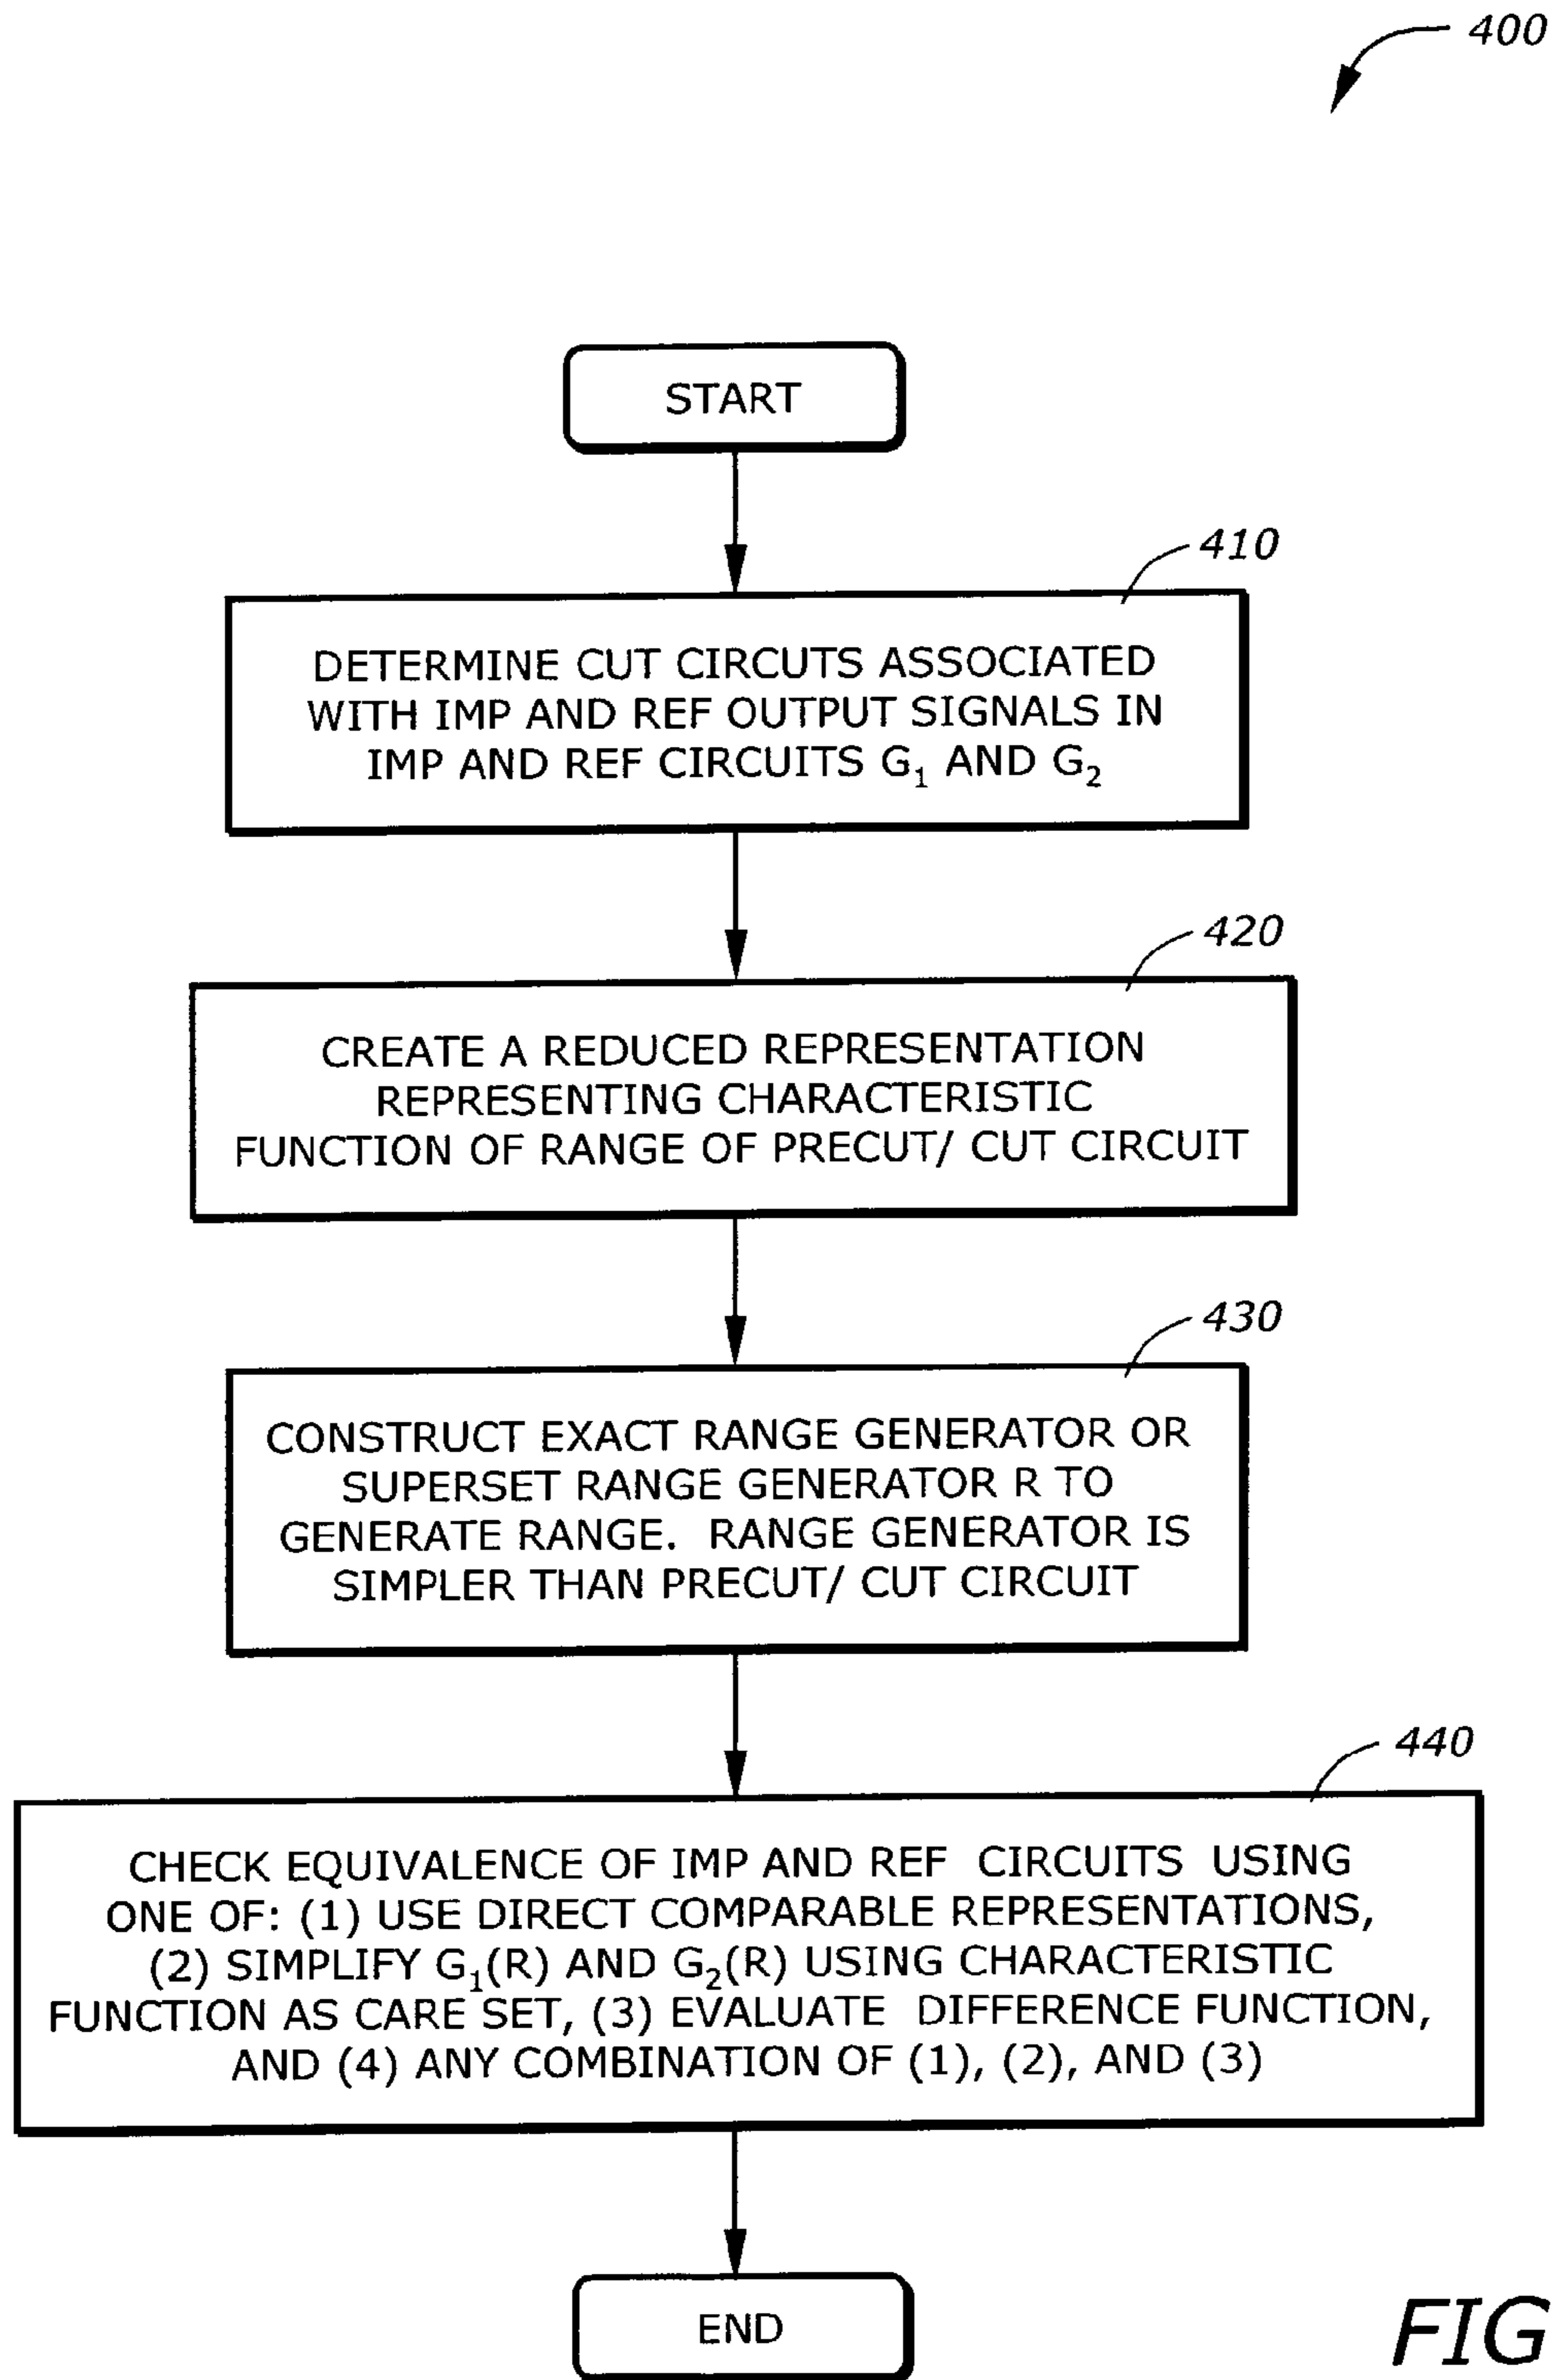 400
START
410
DETERMINE CUT CIRCUTS ASSOCIATED
WITH IMP AND REF OUTPUT SIGNALS IN
IMP AND REF CIRCUITS G₁ AND G₂
420
CREATE A REDUCED REPRESENTATION
REPRESENTING CHARACTERISTIC
FUNCTION OF RANGE OF PRECUT/ CUT CIRCUIT
430
CONSTRUCT EXACT RANGE GENERATOR OR
SUPERSET RANGE GENERATOR R TO
GENERATE RANGE. RANGE GENERATOR IS
SIMPLER THAN PRECUT/ CUT CIRCUIT
440
CHECK EQUIVALENCE OF IMP AND REF CIRCUITS USING
ONE OF: (1) USE DIRECT COMPARABLE REPRESENTATIONS,
(2) SIMPLIFY G₁(R) AND G₂(R) USING CHARACTERISTIC
FUNCTION AS CARE SET, (3) EVALUATE DIFFERENCE FUNCTION,
AND (4) ANY COMBINATION OF (1), (2), AND (3)
END
FIG